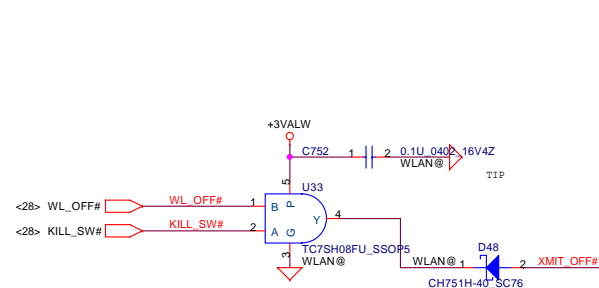 +3VALW
C752 1 2 0.1U_0402_16V4Z
WLAN@
TIP
5 U33
<28> WL_OFF# WL_OFF# 1 B P
Y 4
<28> KILL_SW# KILL_SW# 2 A G
3 TC7SH08FU_SSOP5
WLAN@
D48
WLAN@ 1 2 XMIT_OFF#
CH751H-40_SC76